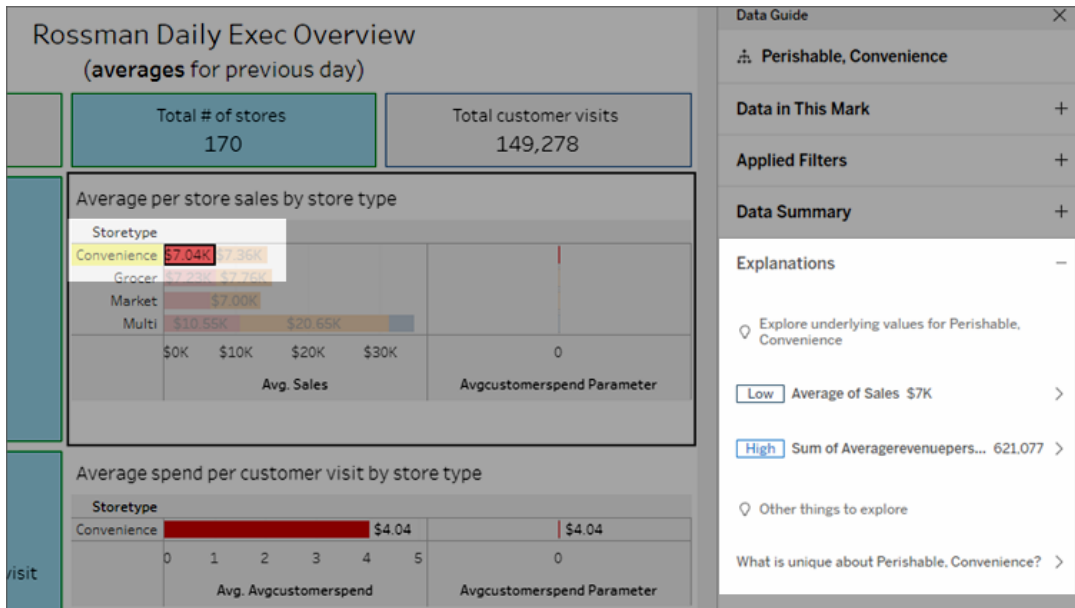 Rossman Daily Exec Overview
(averages for previous day)
Total # of stores
170
Total customer visits
149,278
Average per store sales by store type
Storetype
Convenience $7.04K $7.36K
Grocer $7.23K $7.76K
Market $7.00K
Multi $10.55K $20.65K
$0K $10K $20K $30K 0
Avg. Sales Avgcustomerspend Parameter
Average spend per customer visit by store type
Storetype
Convenience $4.04 $4.04
0 1 2 3 4 5 0
Avg. Avgcustomerspend Avgcustomerspend Parameter
visit
Data Guide
Perishable, Convenience
Data in This Mark +
Applied Filters +
Data Summary +
Explanations −
Explore underlying values for Perishable,
Convenience
Low Average of Sales $7K
High Sum of Averagerevenuepers... 621,077
Other things to explore
What is unique about Perishable, Convenience?